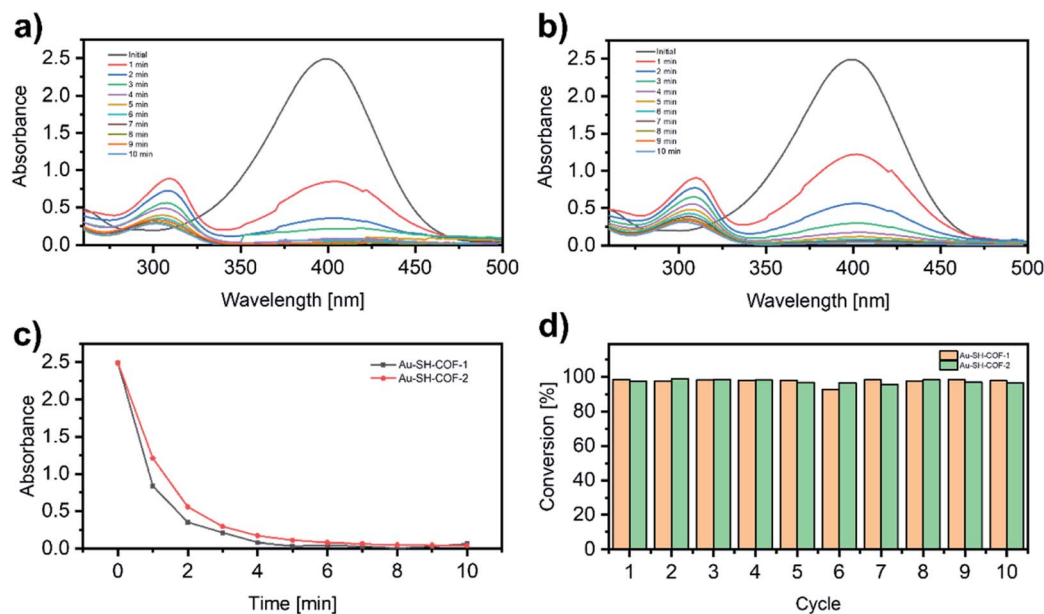 a)
Absorbance
2.5
2.0
1.5
1.0
0.5
0.0
Initial
1 min
2 min
3 min
4 min
5 min
6 min
7 min
8 min
9 min
10 min
300
350
400
450
500
Wavelength [nm]
b)
Absorbance
2.5
2.0
1.5
1.0
0.5
0.0
Initial
1 min
2 min
3 min
4 min
5 min
6 min
7 min
8 min
9 min
10 min
300
350
400
450
500
Wavelength [nm]
c)
Absorbance
2.5
2.0
1.5
1.0
0.5
0.0
Au-SH-COF-1
Au-SH-COF-2
0
2
4
6
8
10
Time [min]
d)
Conversion [%]
100
80
60
40
20
0
Au-SH-COF-1
Au-SH-COF-2
1
2
3
4
5
6
7
8
9
10
Cycle